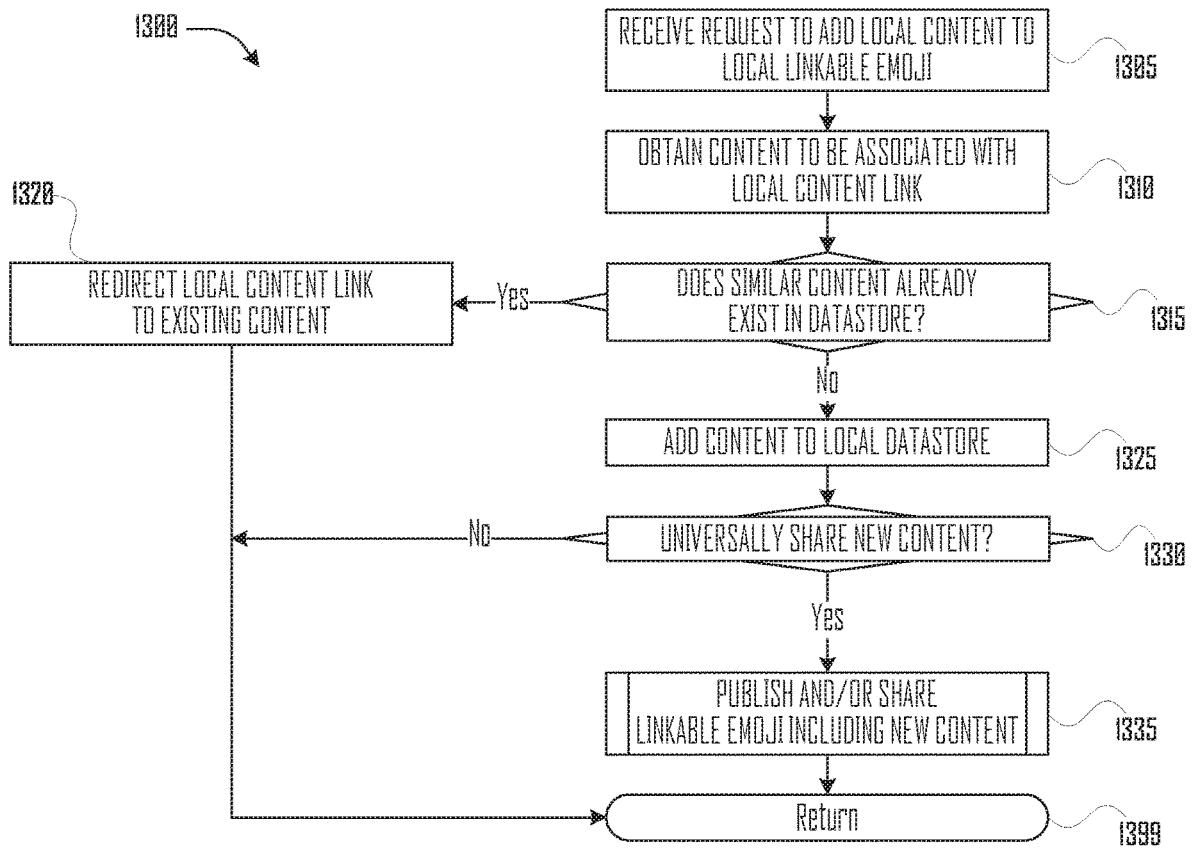 1300
RECEIVE REQUEST TO ADD LOCAL CONTENT TO
LOCAL LINKABLE EMOJI
1305
OBTAIN CONTENT TO BE ASSOCIATED WITH
LOCAL CONTENT LINK
1310
1320
REDIRECT LOCAL CONTENT LINK
TO EXISTING CONTENT
Yes
DOES SIMILAR CONTENT ALREADY
EXIST IN DATASTORE?
1315
No
ADD CONTENT TO LOCAL DATASTORE
1325
No
UNIVERSALLY SHARE NEW CONTENT?
1330
Yes
PUBLISH AND/OR SHARE
LINKABLE EMOJI INCLUDING NEW CONTENT
1335
Return
1399